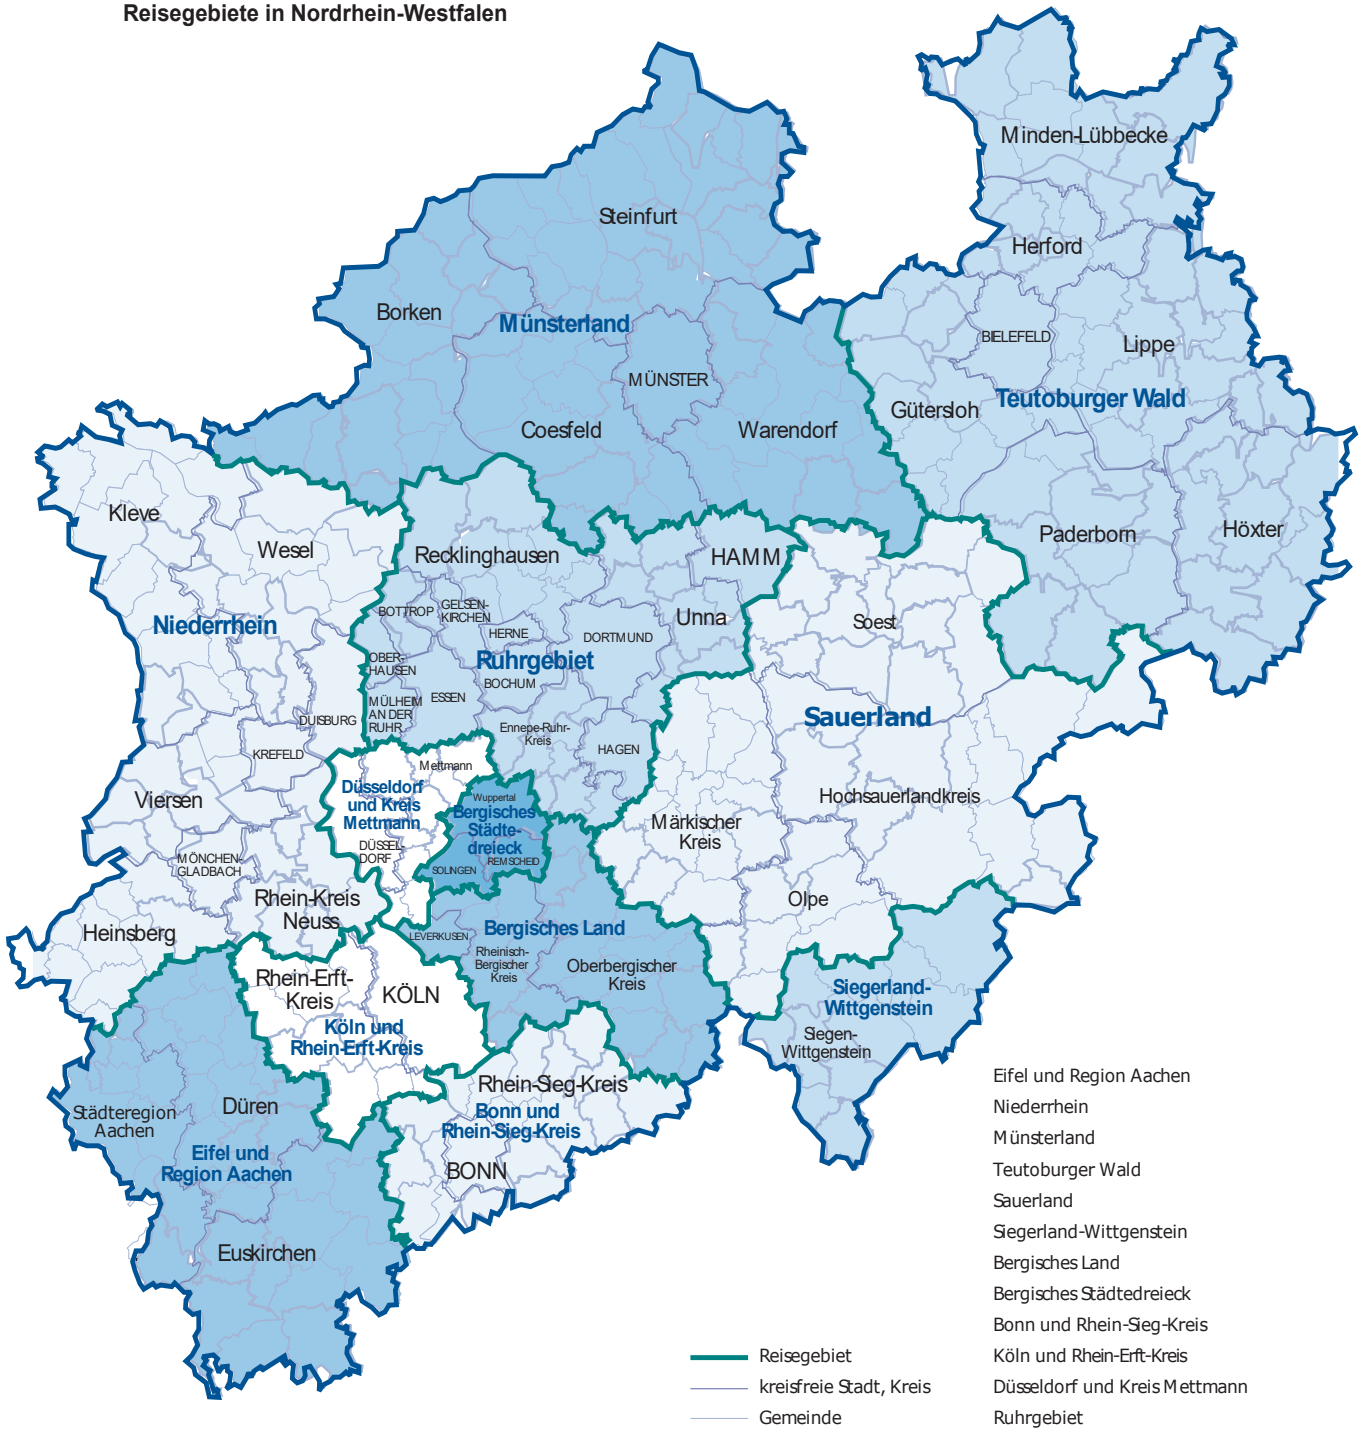 Reisegebiete in Nordrhein-Westfalen
Minden-Lübbecke
Steinfurt
Herford
Borken
Münsterland
BIELEFELD
Lippe
MÜNSTER
Teutoburger Wald
Gütersloh
Coesfeld
Warendorf
Kleve
Wesel
Recklinghausen
HAMM
Paderborn
Höxter
Niederrhein
BOTTROP
GELSEN-
KIRCHEN
HERNE
DORTMUND
Unna
Soest
OBER-
HAUSEN
Ruhrgebiet
BOCHUM
MÜLHEIM
AN DER
RUHR
ESSEN
DUISBURG
Sauerland
Ennepe-Ruhr-
Kreis
HAGEN
KREFELD
Mettmann
Düsseldorf
und Kreis
Mettmann
Viersen
Wuppertal
Bergisches
Städte-
dreieck
Hochsauerlandkreis
Märkischer
Kreis
DÜSSEL-
DORF
REMSCHEID
SOLINGEN
MÖNCHEN-
GLADBACH
Rhein-Kreis
Neuss
Olpe
Heinsberg
LEVERKUSEN
Bergisches Land
Rheinisch-
Bergischer
Kreis
Oberbergischer
Kreis
Rhein-Erft-
Kreis
KÖLN
Siegerland-
Wittgenstein
Köln und
Rhein-Erft-Kreis
Siegen-
Wittgenstein
Rhein-Sieg-Kreis
Städteregion
Aachen
Düren
Bonn und
Rhein-Sieg-Kreis
Eifel und
Region Aachen
BONN
Euskirchen
Eifel und Region Aachen
Niederrhein
Münsterland
Teutoburger Wald
Sauerland
Siegerland-Wittgenstein
Bergisches Land
Bergisches Städtedreieck
Bonn und Rhein-Sieg-Kreis
Köln und Rhein-Erft-Kreis
Düsseldorf und Kreis Mettmann
Ruhrgebiet
Reisegebiet
kreisfreie Stadt, Kreis
Gemeinde